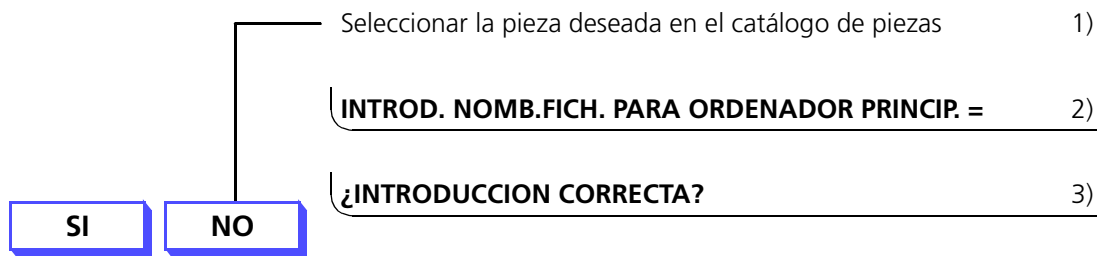 Seleccionar la pieza deseada en el catálogo de piezas 1)
INTROD. NOMB.FICH. PARA ORDENADOR PRINCIP. = 2)
¿INTRODUCCION CORRECTA? 3)
SI NO